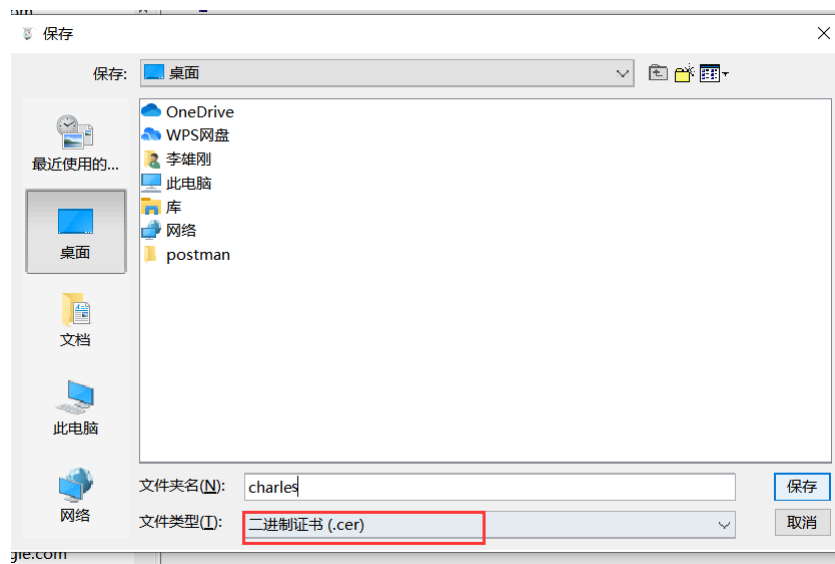 保存
保存:
桌面
最近使用的...
桌面
文档
此电脑
网络
OneDrive
WPS网盘
李雄刚
此电脑
库
网络
postman
文件夹名(N):
charles
保存
文件类型(T):
二进制证书 (.cer)
取消
gle.com